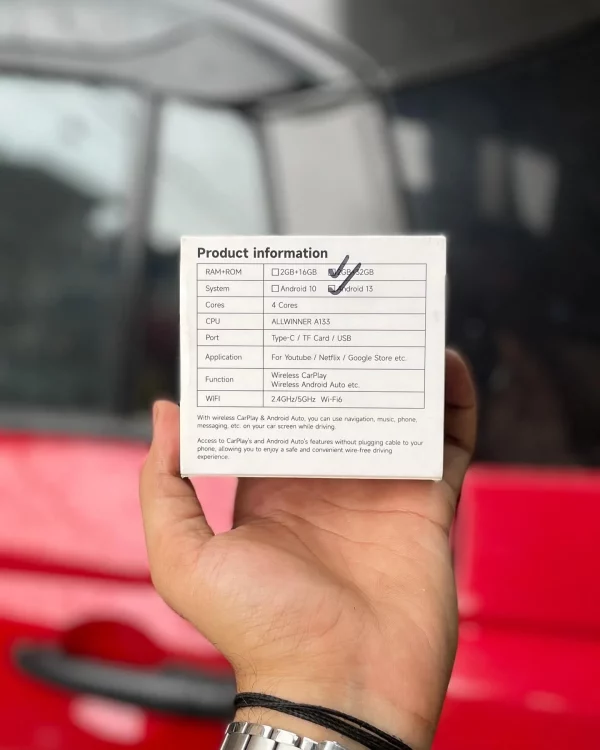 Product information
RAM+ROM ☐2GB+16GB ☑2GB+32GB
System ☐Android 10 ☑Android 13
Cores 4 Cores
CPU ALLWINNER A133
Port Type-C / TF Card / USB
Application For Youtube / Netflix / Google Store etc.
Function Wireless CarPlay
Wireless Android Auto etc.
WIFI 2.4GHz/5GHz Wi-Fi6
With wireless CarPlay & Android Auto, you can use navigation, music, phone,
messaging, etc. on your car screen while driving.
Access to CarPlay's and Android Auto's features without plugging cable to your
phone, allowing you to enjoy a safe and convenient wire-free driving
experience.